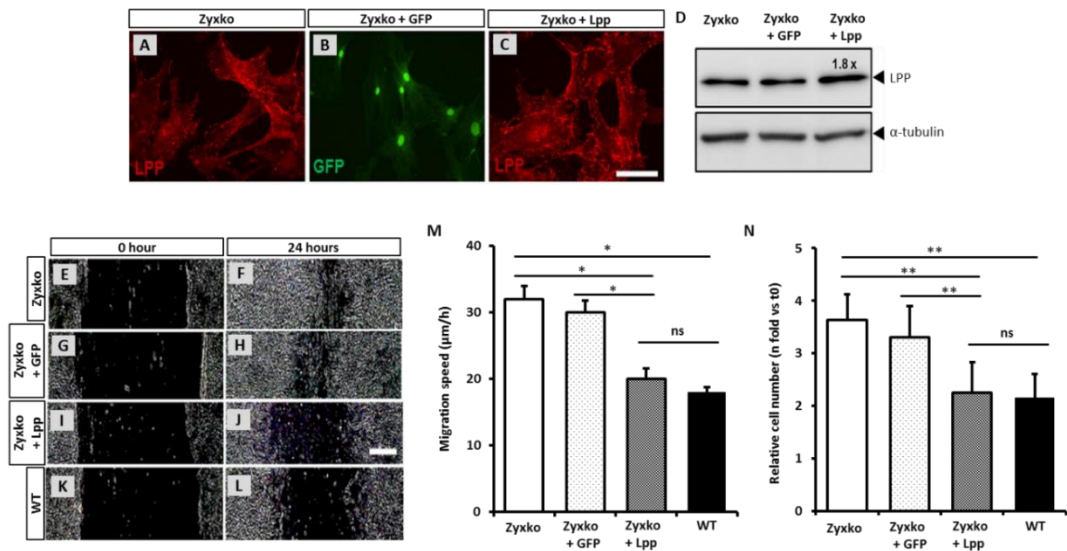 Zyxko
Zyxko + GFP
Zyxko + Lpp
A
B
C
LPP
GFP
LPP
D
Zyxko
Zyxko
+ GFP
Zyxko
+ Lpp
1.8 x
LPP
α-tubulin
0 hour
24 hours
Zyxko
E
F
Zyxko
+ GFP
G
H
Zyxko
+ Lpp
I
J
WT
K
L
M
Migration speed (µm/h)
40
30
20
10
0
*
*
*
ns
Zyxko
Zyxko
+ GFP
Zyxko
+ Lpp
WT
N
Relative cell number (n fold vs t0)
5
4
3
2
1
0
**
**
**
ns
Zyxko
Zyxko
+ GFP
Zyxko
+ Lpp
WT